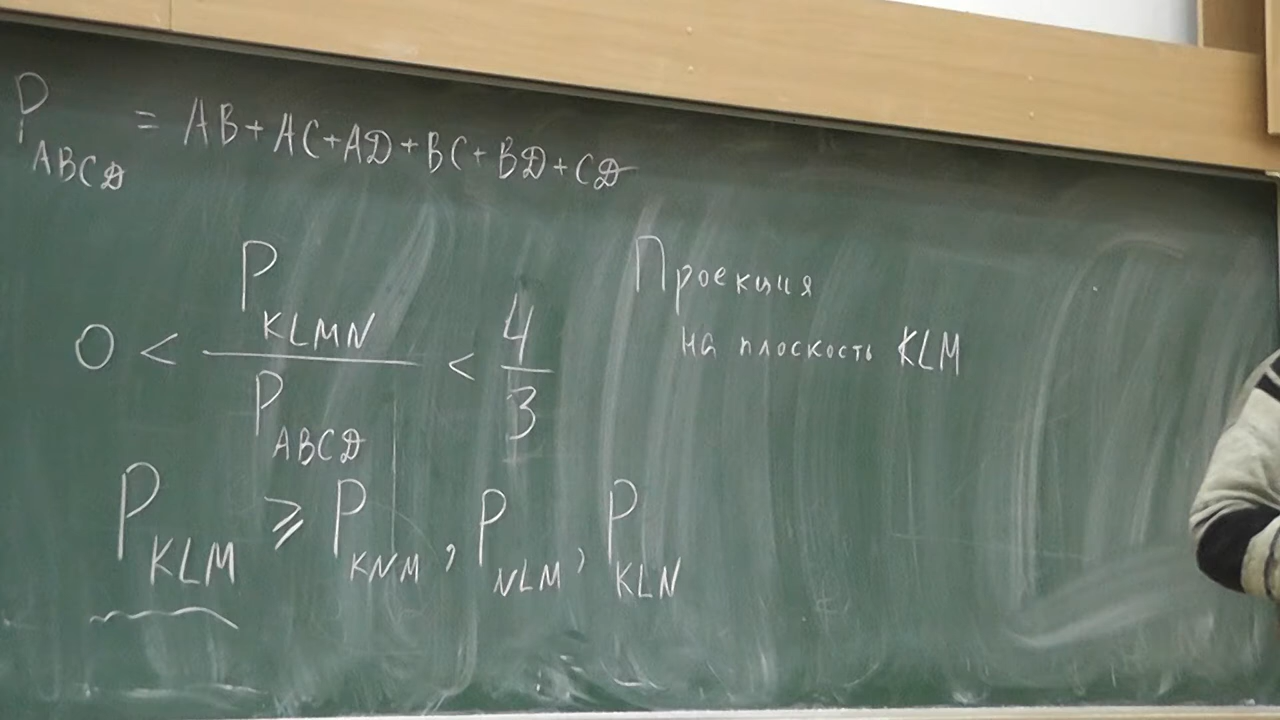 P_ABCD = AB + AC + AD + BC + BD + CD
0 < P_KLMN / P_ABCD < 4/3
Проекция
на плоскость KLM
P_KLM ⩾ P_KNM, P_NLM, P_KLN